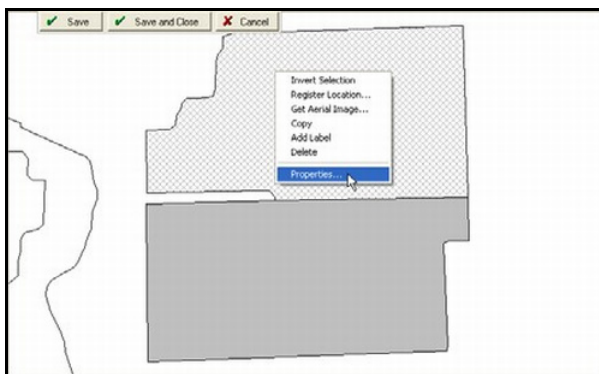 Save Save and Close Cancel
Invert Selection
Register Location...
Get Aerial Image...
Copy
Add Label
Delete
Properties...